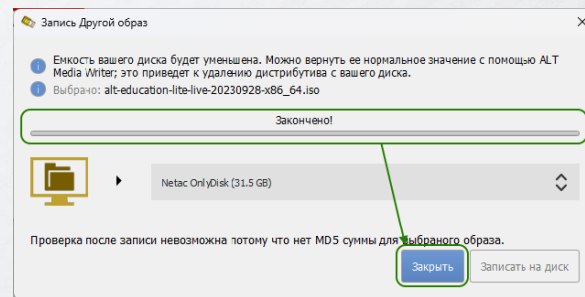 Запись Другой образ
Емкость вашего диска будет уменьшена. Можно вернуть ее нормальное значение с помощью ALT
Media Writer; это приведет к удалению дистрибутива с вашего диска.
Выбрано: alt-education-lite-live-20230928-x86_64.iso
Закончено!
Netac OnlyDisk (31.5 GB)
Проверка после записи невозможна потому что нет MD5 суммы для выбраного образа.
Закрыть
Записать на диск